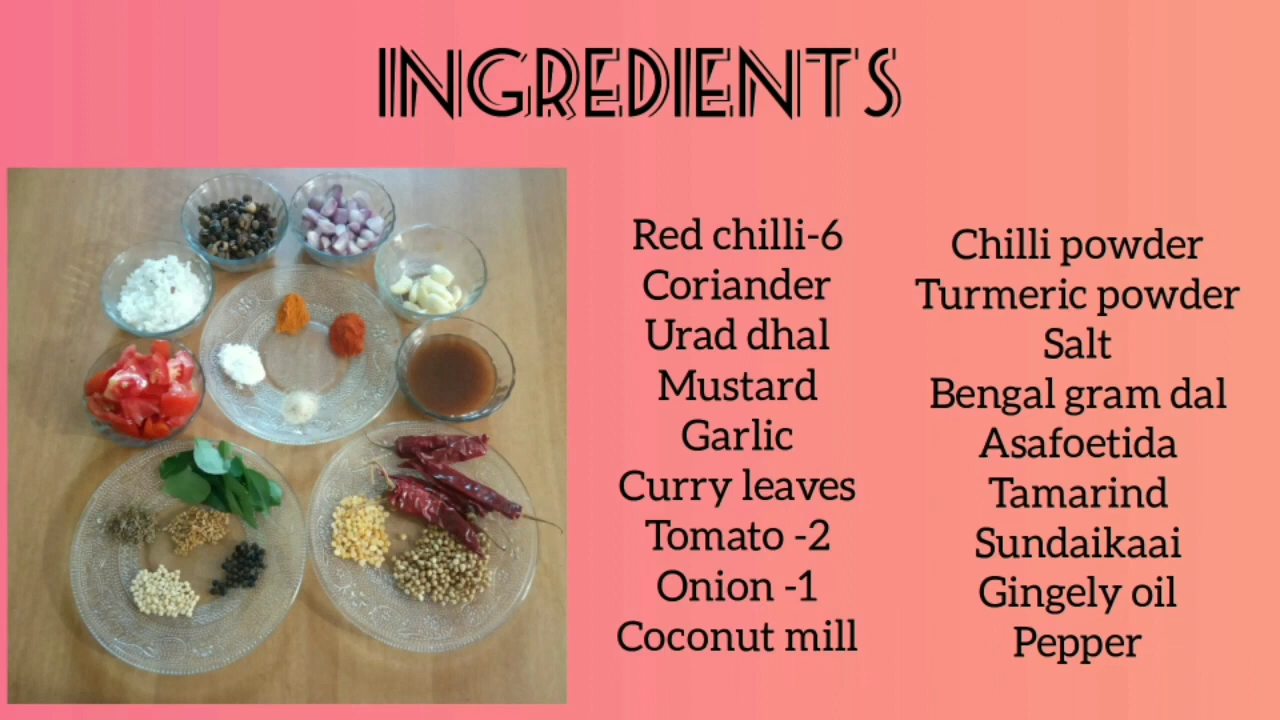 INGREDIENTS
Red chilli-6
Coriander
Urad dhal
Mustard
Garlic
Curry leaves
Tomato -2
Onion -1
Coconut mill
Chilli powder
Turmeric powder
Salt
Bengal gram dal
Asafoetida
Tamarind
Sundaikaai
Gingely oil
Pepper